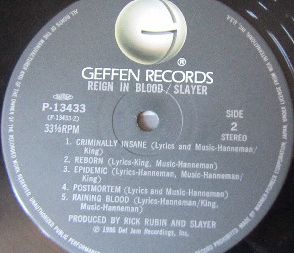 GEFFEN RECORDS
REIGN IN BLOOD/SLAYER
P-13433
(P-13433-Z)
33⅓RPM
SIDE
2
STEREO
1. CRIMINALLY INSANE (Lyrics and Music-Hanneman/
King)
2. REBORN (Lyrics-King, Music-Hanneman)
3. EPIDEMIC (Lyrics-King, Music-Hanneman/
King)
4. POSTMORTEM (Lyrics and Music-Hanneman)
5. RAINING BLOOD (Lyrics-Hanneman/King,
Music-Hanneman)
PRODUCED BY RICK RUBIN AND SLAYER
Ⓟ 1986 Def Jam Recordings, Inc.